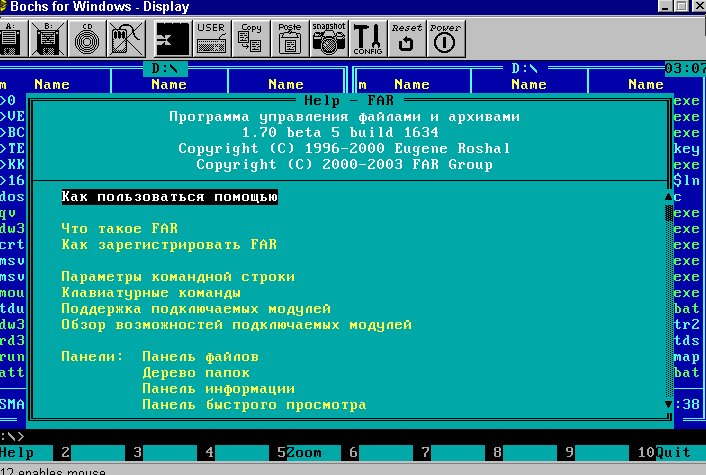 Bochs for Windows - Display
A: B: CD USER Copy Poste snapshot CONFIG Reset Power
D:\ D:\ 03:07
m Name Name Name m Name Name Name
Help - FAR
>0 Программа управления файлами и архивами exe
>VE 1.70 beta 5 build 1634 exe
>BC Copyright (C) 1996-2000 Eugene Roshal exe
>TE Copyright (C) 2000-2003 FAR Group key
>KK exe
>16 $ln
dos Как пользоваться помощью c
qv exe
dw3 Что такое FAR exe
crt Как зарегистрировать FAR exe
msv exe
msv Параметры командной строки exe
mou Клавиатурные команды exe
tdu Поддержка подключаемых модулей bat
dw3 Обзор возможностей подключаемых модулей tr2
rd3 tds
run Панели: Панель файлов map
att Дерево папок bat
Панель информации
SMA Панель быстрого просмотра :38
:\>
Help 2 3 4 5Zoom 6 7 8 9 10Quit
12 enables mouse